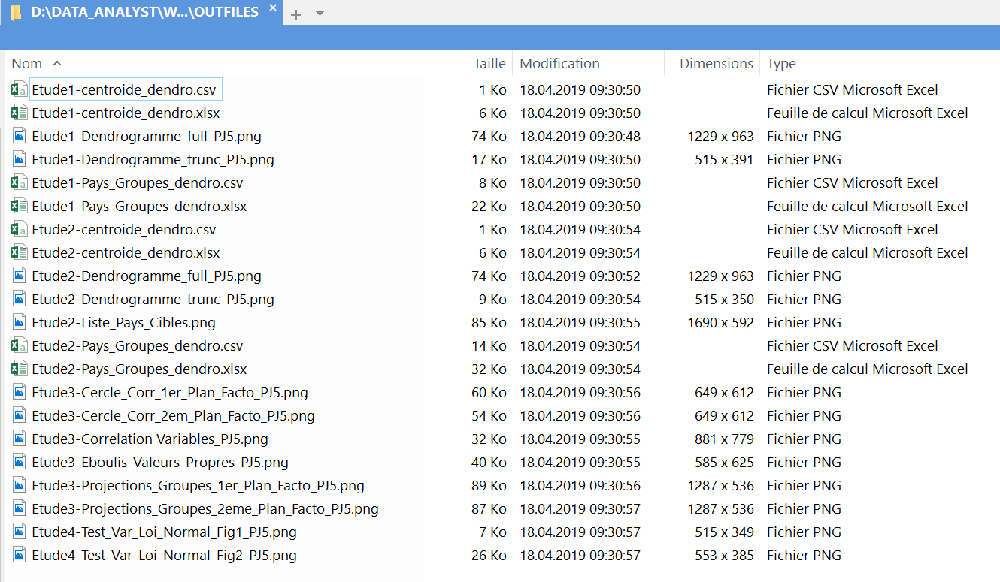 D:\DATA_ANALYST\W...\OUTFILES
Nom Taille Modification Dimensions Type
Etude1-centroide_dendro.csv 1 Ko 18.04.2019 09:30:50 Fichier CSV Microsoft Excel
Etude1-centroide_dendro.xlsx 6 Ko 18.04.2019 09:30:50 Feuille de calcul Microsoft Excel
Etude1-Dendrogramme_full_PJ5.png 74 Ko 18.04.2019 09:30:48 1229 x 963 Fichier PNG
Etude1-Dendrogramme_trunc_PJ5.png 17 Ko 18.04.2019 09:30:50 515 x 391 Fichier PNG
Etude1-Pays_Groupes_dendro.csv 8 Ko 18.04.2019 09:30:50 Fichier CSV Microsoft Excel
Etude1-Pays_Groupes_dendro.xlsx 22 Ko 18.04.2019 09:30:50 Feuille de calcul Microsoft Excel
Etude2-centroide_dendro.csv 1 Ko 18.04.2019 09:30:54 Fichier CSV Microsoft Excel
Etude2-centroide_dendro.xlsx 6 Ko 18.04.2019 09:30:54 Feuille de calcul Microsoft Excel
Etude2-Dendrogramme_full_PJ5.png 74 Ko 18.04.2019 09:30:52 1229 x 963 Fichier PNG
Etude2-Dendrogramme_trunc_PJ5.png 9 Ko 18.04.2019 09:30:54 515 x 350 Fichier PNG
Etude2-Liste_Pays_Cibles.png 85 Ko 18.04.2019 09:30:55 1690 x 592 Fichier PNG
Etude2-Pays_Groupes_dendro.csv 14 Ko 18.04.2019 09:30:54 Fichier CSV Microsoft Excel
Etude2-Pays_Groupes_dendro.xlsx 32 Ko 18.04.2019 09:30:54 Feuille de calcul Microsoft Excel
Etude3-Cercle_Corr_1er_Plan_Facto_PJ5.png 60 Ko 18.04.2019 09:30:56 649 x 612 Fichier PNG
Etude3-Cercle_Corr_2em_Plan_Facto_PJ5.png 54 Ko 18.04.2019 09:30:56 649 x 612 Fichier PNG
Etude3-Correlation Variables_PJ5.png 32 Ko 18.04.2019 09:30:55 881 x 779 Fichier PNG
Etude3-Eboulis_Valeurs_Propres_PJ5.png 40 Ko 18.04.2019 09:30:55 585 x 625 Fichier PNG
Etude3-Projections_Groupes_1er_Plan_Facto_PJ5.png 89 Ko 18.04.2019 09:30:56 1287 x 536 Fichier PNG
Etude3-Projections_Groupes_2eme_Plan_Facto_PJ5.png 87 Ko 18.04.2019 09:30:57 1287 x 536 Fichier PNG
Etude4-Test_Var_Loi_Normal_Fig1_PJ5.png 7 Ko 18.04.2019 09:30:57 515 x 349 Fichier PNG
Etude4-Test_Var_Loi_Normal_Fig2_PJ5.png 26 Ko 18.04.2019 09:30:57 553 x 385 Fichier PNG